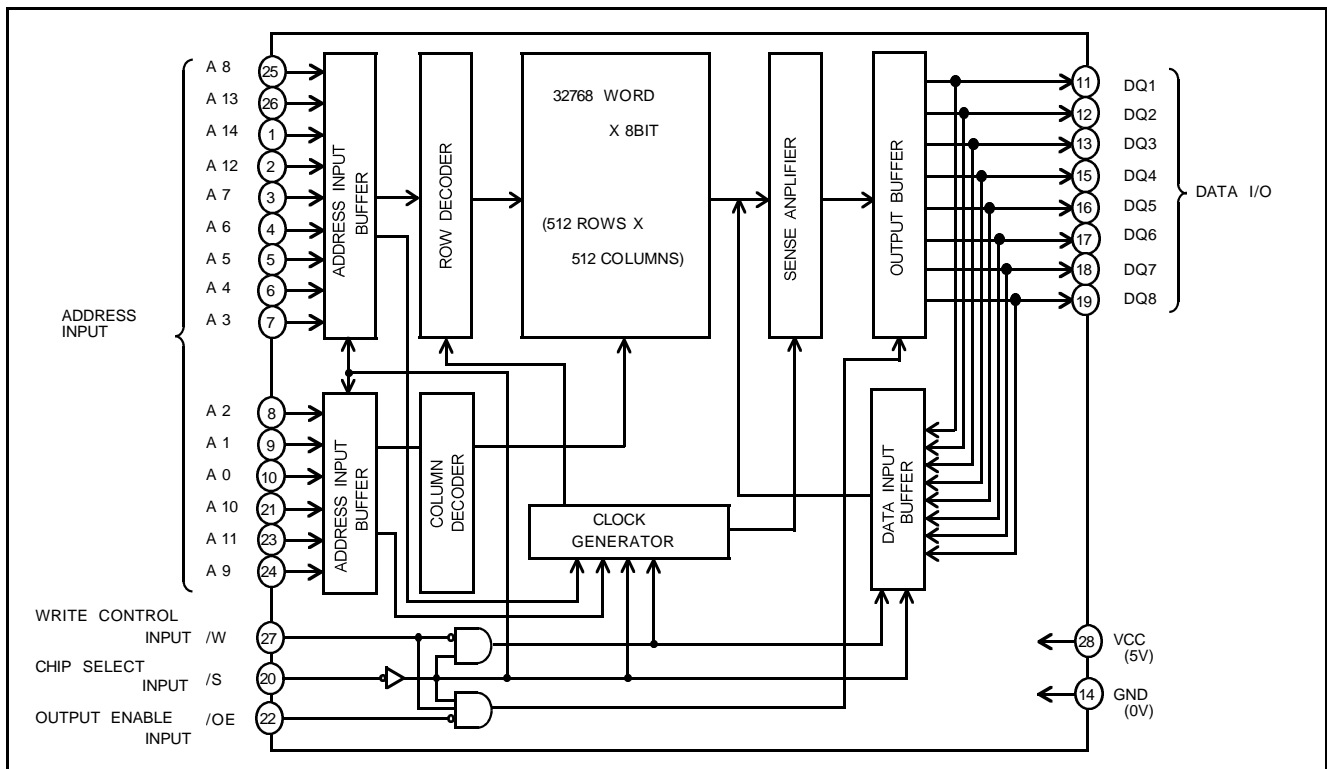 ADDRESS
INPUT
A 8
25
A 13
26
A 14
1
A 12
2
A 7
3
A 6
4
A 5
5
A 4
6
A 3
7
A 2
8
A 1
9
A 0
10
A 10
21
A 11
23
A 9
24
WRITE CONTROL
INPUT /W
27
CHIP SELECT
INPUT /S
20
OUTPUT ENABLE
INPUT /OE
22
ADDRESS INPUT
BUFFER
ROW DECODER
32768 WORD
X 8BIT
(512 ROWS X
512 COLUMNS)
SENSE ANPLIFIER
OUTPUT BUFFER
ADDRESS INPUT
BUFFER
COLUMN
DECODER
CLOCK
GENERATOR
DATA INPUT
BUFFER
11
DQ1
12
DQ2
13
DQ3
15
DQ4
16
DQ5
17
DQ6
18
DQ7
19
DQ8
DATA I/O
28
VCC
(5V)
14
GND
(0V)